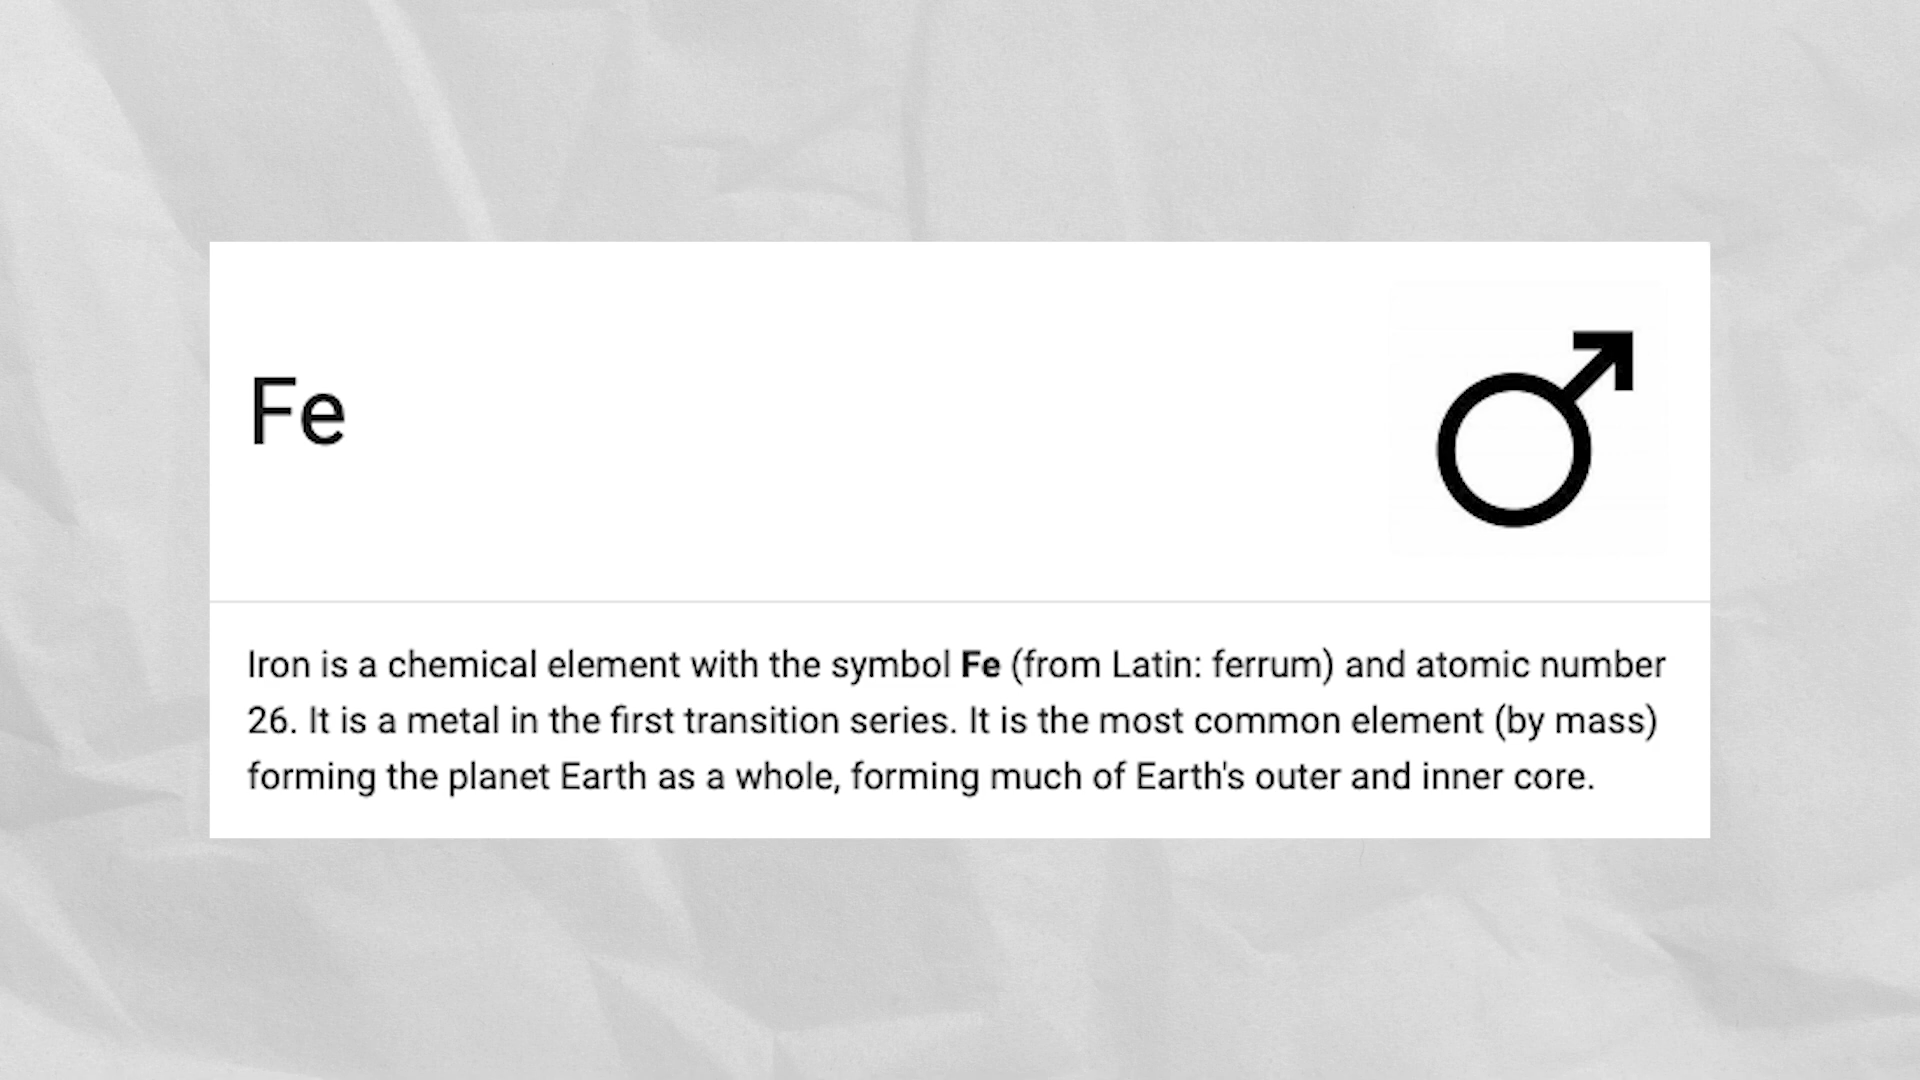 Fe
Iron is a chemical element with the symbol Fe (from Latin: ferrum) and atomic number
26. It is a metal in the first transition series. It is the most common element (by mass)
forming the planet Earth as a whole, forming much of Earth's outer and inner core.